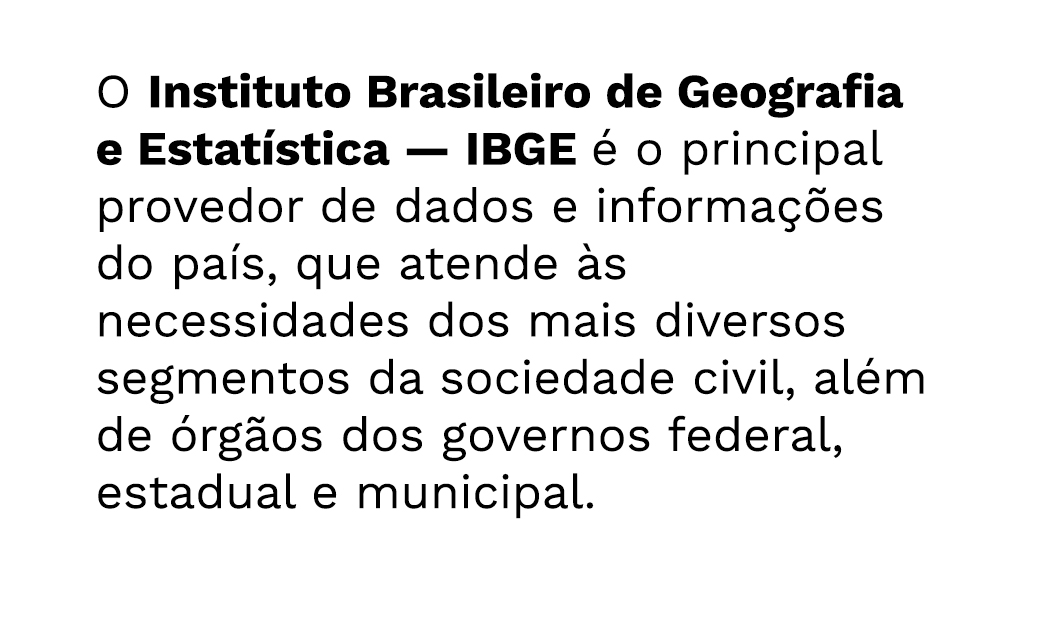 O Instituto Brasileiro de Geografia
e Estatística — IBGE é o principal
provedor de dados e informações
do país, que atende às
necessidades dos mais diversos
segmentos da sociedade civil, além
de órgãos dos governos federal,
estadual e municipal.